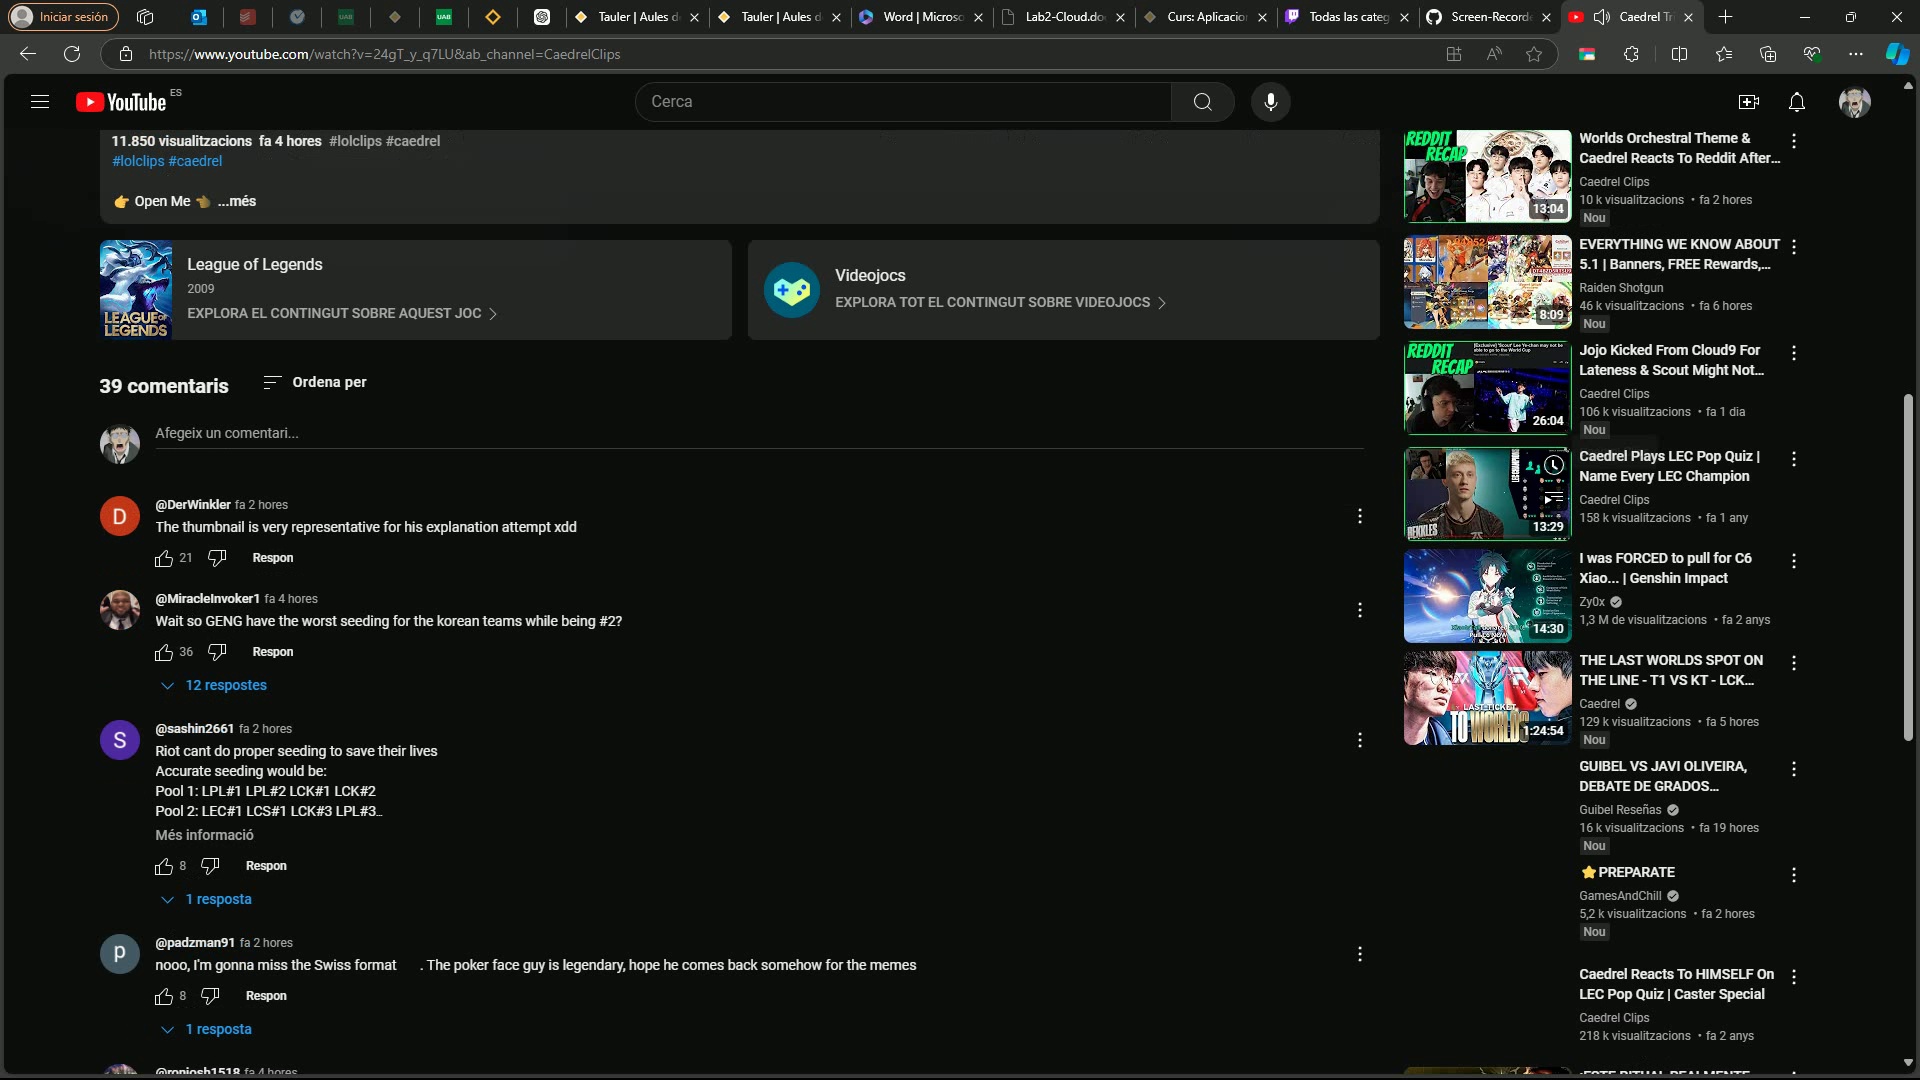 Iniciar sesión
Tauler | Aules d
Tauler | Aules d
Word | Microso
Lab2-Cloud.do
Curs: Aplicacio
Todas las categ
Screen-Recorde
Caedrel Tr
https://www.youtube.com/watch?v=24gT_y_q7LU&ab_channel=CaedrelClips
YouTube ES
Cerca
11.850 visualitzacions fa 4 hores #lolclips #caedrel
#lolclips #caedrel
👉 Open Me 👈 ...més
LEAGUE OF LEGENDS
League of Legends
2009
EXPLORA EL CONTINGUT SOBRE AQUEST JOC
Videojocs
EXPLORA TOT EL CONTINGUT SOBRE VIDEOJOCS
39 comentaris
Ordena per
Afegeix un comentari...
D
@DerWinkler fa 2 hores
The thumbnail is very representative for his explanation attempt xdd
21
Respon
@MiracleInvoker1 fa 4 hores
Wait so GENG have the worst seeding for the korean teams while being #2?
36
Respon
12 respostes
S
@sashin2661 fa 2 hores
Riot cant do proper seeding to save their lives
Accurate seeding would be:
Pool 1: LPL#1 LPL#2 LCK#1 LCK#2
Pool 2: LEC#1 LCS#1 LCK#3 LPL#3...
Més informació
8
Respon
1 resposta
p
@padzman91 fa 2 hores
nooo, I'm gonna miss the Swiss format . The poker face guy is legendary, hope he comes back somehow for the memes
8
Respon
1 resposta
@ronjosh1518 fa 4 hores
REDDIT RECAP
13:04
Worlds Orchestral Theme &
Caedrel Reacts To Reddit After...
Caedrel Clips
10 k visualitzacions • fa 2 hores
Nou
8:09
EVERYTHING WE KNOW ABOUT
5.1 | Banners, FREE Rewards,...
Raiden Shotgun
46 k visualitzacions • fa 6 hores
Nou
REDDIT RECAP
26:04
Jojo Kicked From Cloud9 For
Lateness & Scout Might Not...
Caedrel Clips
106 k visualitzacions • fa 1 dia
Nou
REKKLES
13:29
Caedrel Plays LEC Pop Quiz |
Name Every LEC Champion
Caedrel Clips
158 k visualitzacions • fa 1 any
14:30
I was FORCED to pull for C6
Xiao... | Genshin Impact
Zy0x
1,3 M de visualitzacions • fa 2 anys
LAST TICKET
TO WORLDS
1:24:54
THE LAST WORLDS SPOT ON
THE LINE - T1 VS KT - LCK...
Caedrel
129 k visualitzacions • fa 5 hores
Nou
GUIBEL VS JAVI OLIVEIRA,
DEBATE DE GRADOS...
Guibel Reseñas
16 k visualitzacions • fa 19 hores
Nou
⭐ PREPARATE
GamesAndChill
5,2 k visualitzacions • fa 2 hores
Nou
Caedrel Reacts To HIMSELF On
LEC Pop Quiz | Caster Special
Caedrel Clips
218 k visualitzacions • fa 2 anys